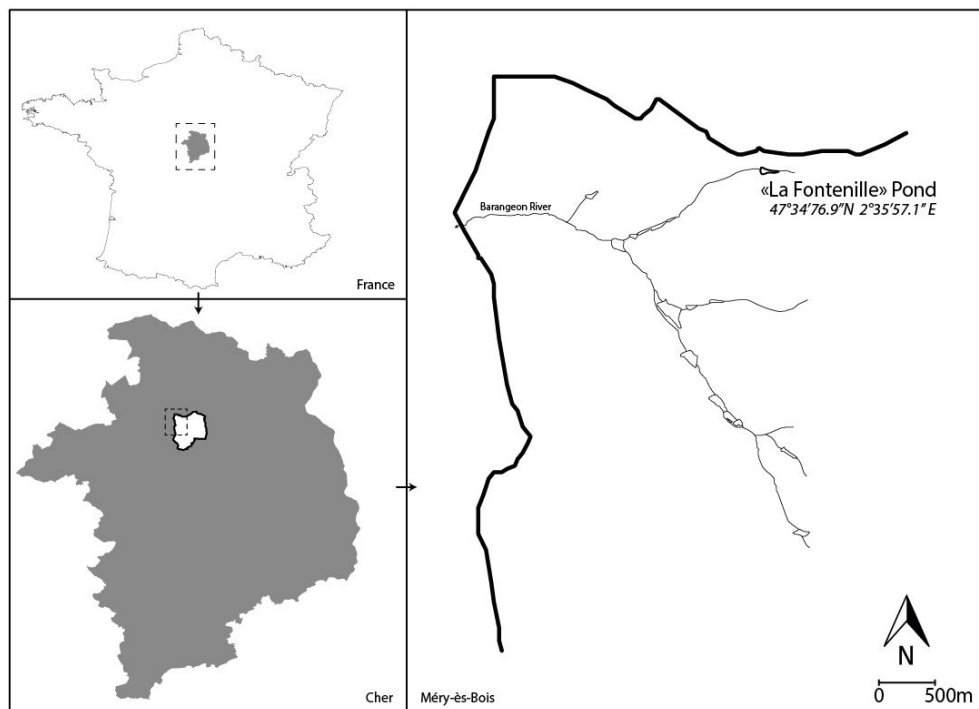 France
Cher
Méry-ès-Bois
Barangeon River
«La Fontenille» Pond
47°34′76.9″N 2°35′57.1″ E
N
0 500m